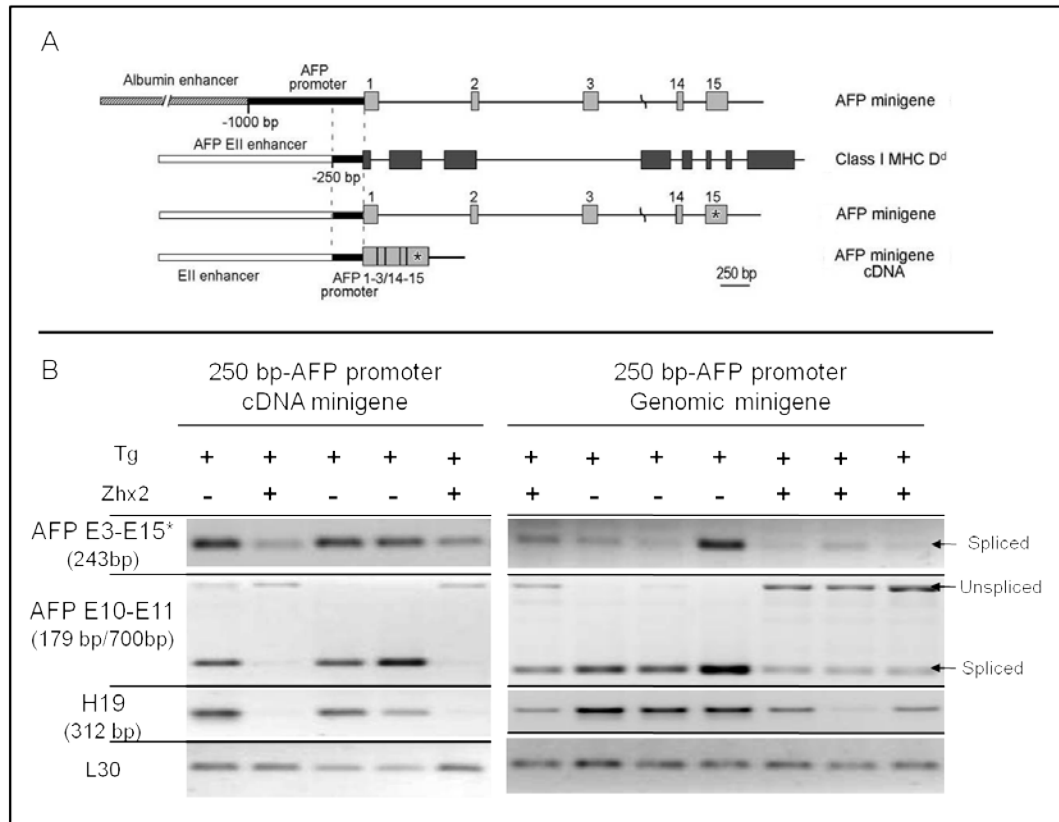 A
Albumin enhancer
AFP
promoter
1 2 3 14 15
AFP minigene
-1000 bp
AFP EII enhancer
-250 bp
Class I MHC Dᵈ
1 2 3 14 15
*
AFP minigene
EII enhancer
*
AFP 1-3/14-15
promoter
250 bp
AFP minigene
cDNA
B
250 bp-AFP promoter
cDNA minigene
250 bp-AFP promoter
Genomic minigene
Tg + + + + + + + + + + + +
Zhx2 - + - - + + - - - + + +
AFP E3-E15*
(243bp)
Spliced
AFP E10-E11
(179 bp/700bp)
Unspliced
Spliced
H19
(312 bp)
L30